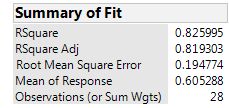 Summary of Fit
RSquare 0.825995
RSquare Adj 0.819303
Root Mean Square Error 0.194774
Mean of Response 0.605288
Observations (or Sum Wgts) 28